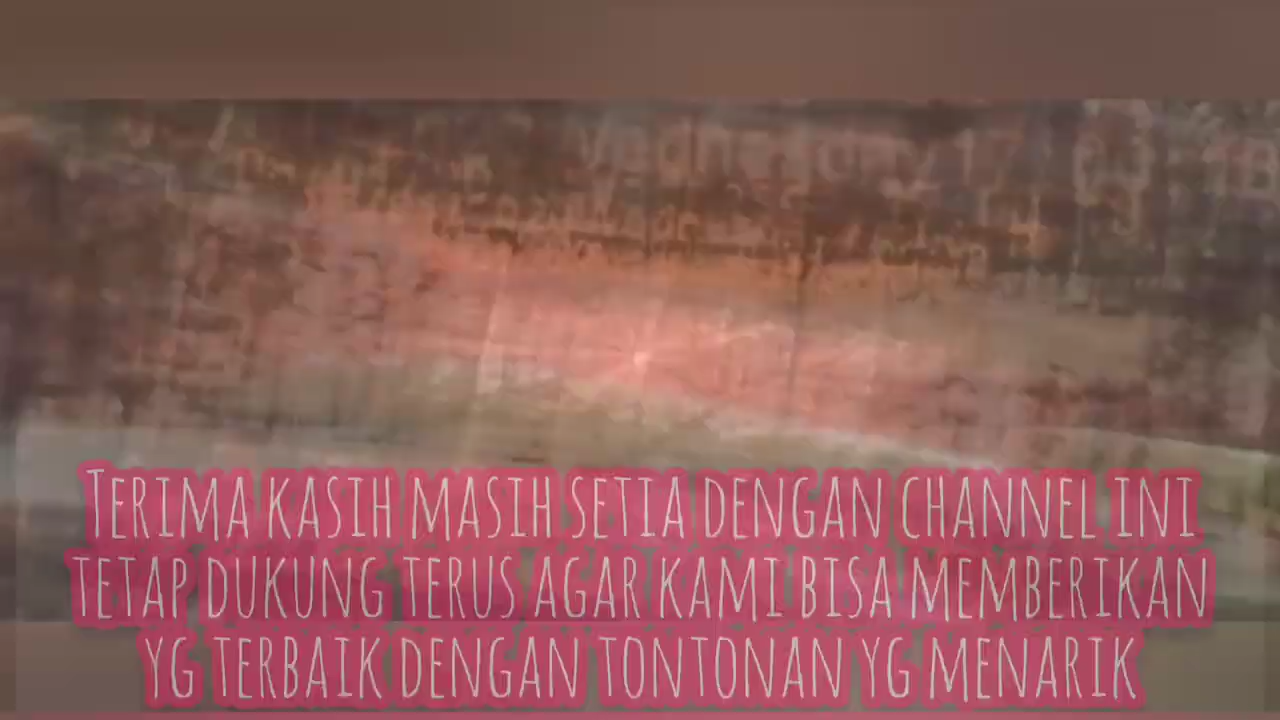 Terima kasih masih setia dengan channel ini
tetap dukung terus agar kami bisa memberikan
yg terbaik dengan tontonan yg menarik